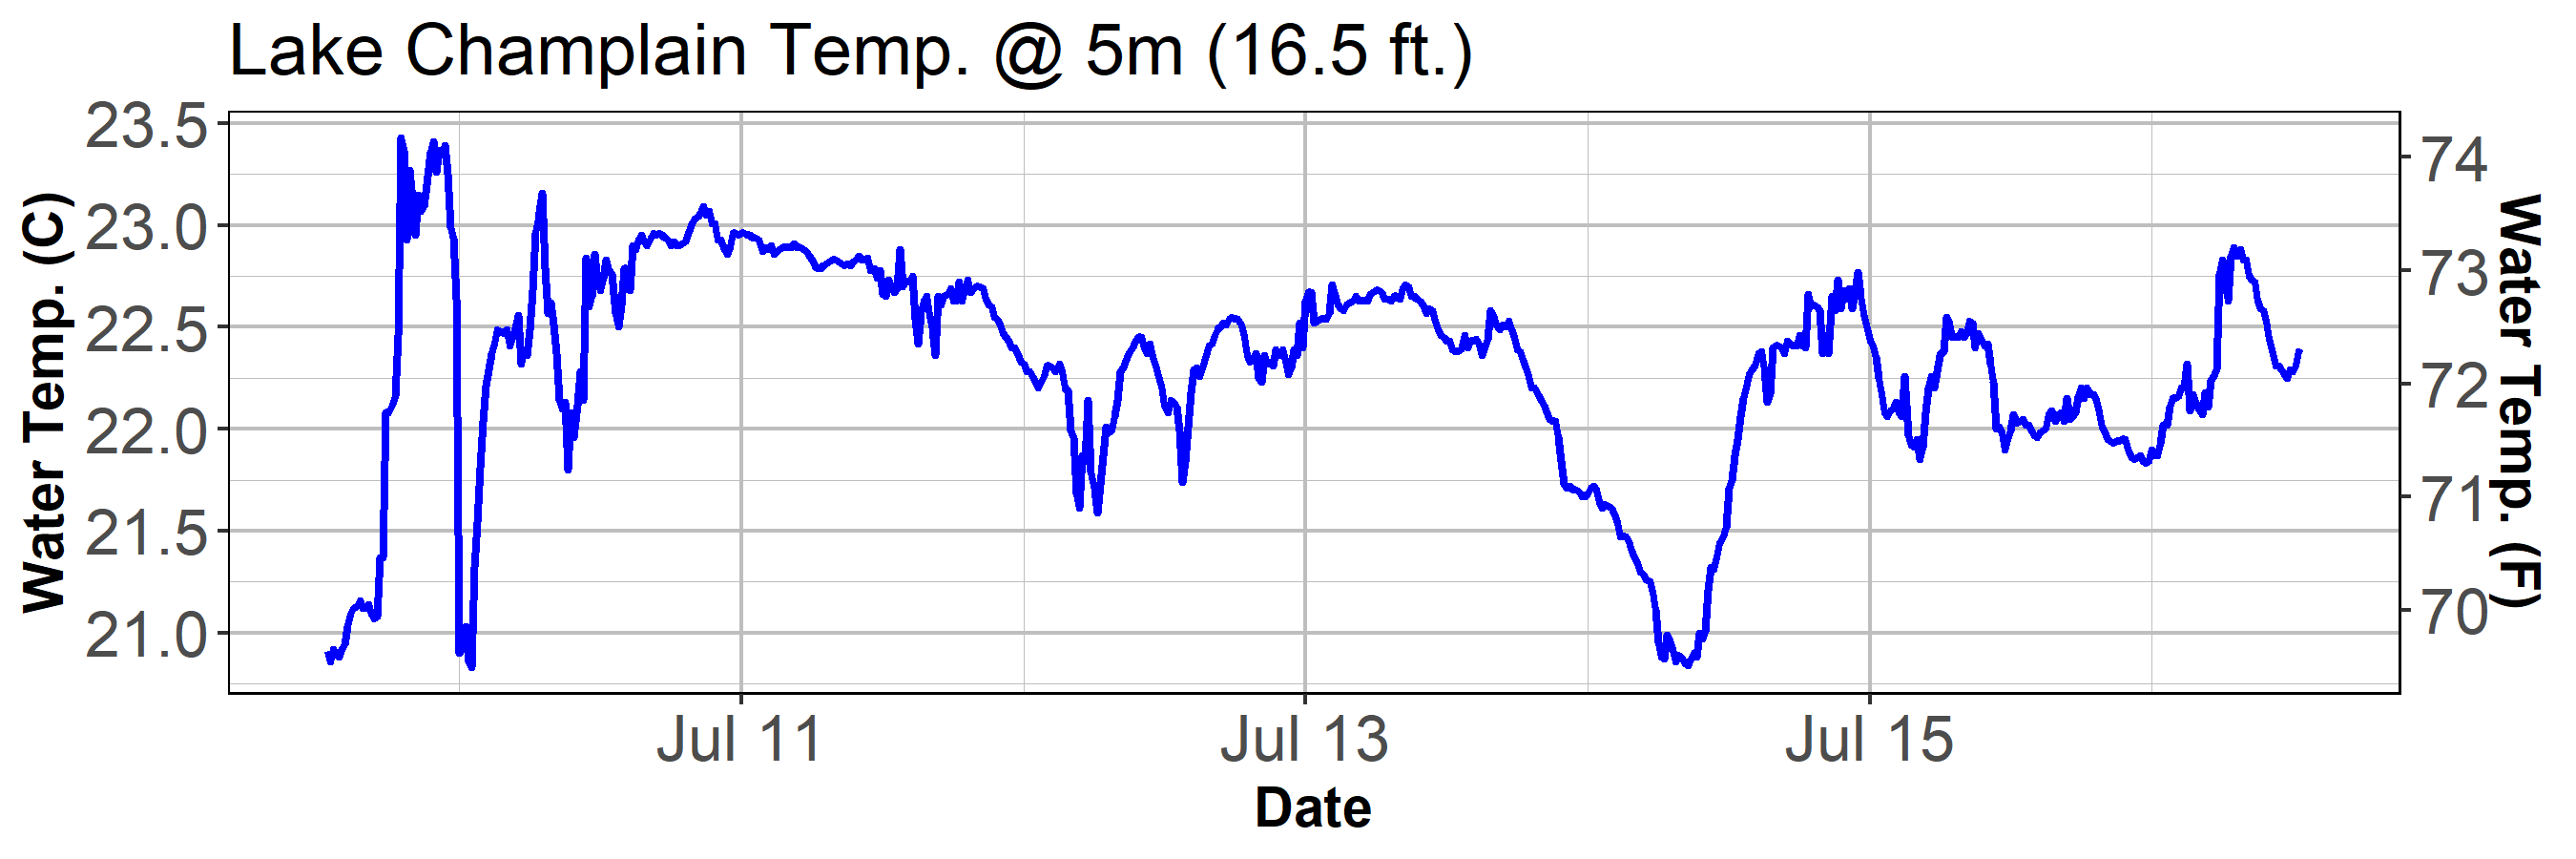 Lake Champlain Temp. @ 5m (16.5 ft.)
Water Temp. (C)
23.5
23.0
22.5
22.0
21.5
21.0
74
73
72
71
70
Water Temp. (F)
Jul 11 Jul 13 Jul 15
Date